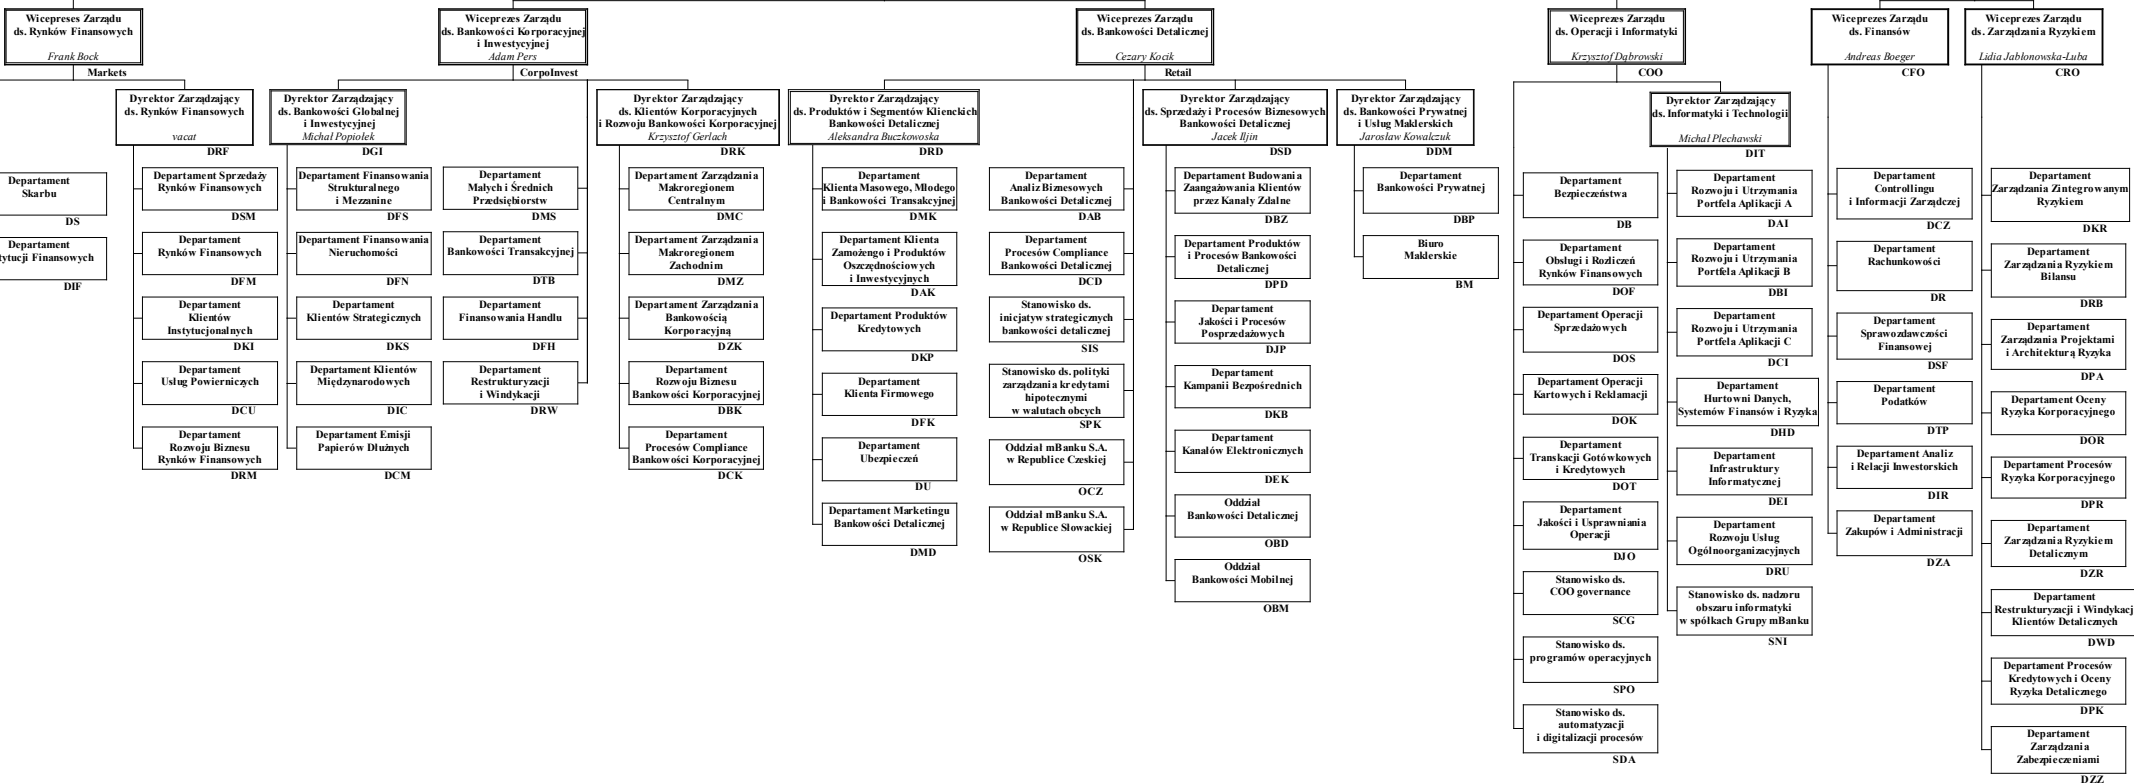 Wiceprezes Zarządu
ds. Rynków Finansowych
Frank Bock
Markets
Wiceprezes Zarządu
ds. Bankowości Korporacyjnej
i Inwestycyjnej
Adam Pers
CorpoInvest
Wiceprezes Zarządu
ds. Bankowości Detalicznej
Cezary Kocik
Retail
Wiceprezes Zarządu
ds. Operacji i Informatyki
Krzysztof Dąbrowski
COO
Wiceprezes Zarządu
ds. Finansów
Andreas Boeger
CFO
Wiceprezes Zarządu
ds. Zarządzania Ryzykiem
Lidia Jabłonowska-Luba
CRO
Departament
Skarbu
DS
Departament
tytucji Finansowych
DIF
Dyrektor Zarządzający
ds. Rynków Finansowych
vacat
DRF
Departament Sprzedaży
Rynków Finansowych
DSM
Departament
Rynków Finansowych
DFM
Departament
Klientów
Instytucjonalnych
DKI
Departament
Usług Powierniczych
DCU
Departament
Rozwoju Biznesu
Rynków Finansowych
DRM
Dyrektor Zarządzający
ds. Bankowości Globalnej
i Inwestycyjnej
Michał Popiołek
DGI
Departament Finansowania
Strukturalnego
i Mezzanine
DFS
Departament Finansowania
Nieruchomości
DFN
Departament
Klientów Strategicznych
DKS
Departament Klientów
Międzynarodowych
DIC
Departament Emisji
Papierów Dłużnych
DCM
Departament
Małych i Średnich
Przedsiębiorstw
DMS
Departament
Bankowości Transakcyjnej
DTB
Departament
Finansowania Handlu
DFH
Departament
Restrukturyzacji
i Windykacji
DRW
Dyrektor Zarządzający
ds. Klientów Korporacyjnych
i Rozwoju Bankowości Korporacyjnej
Krzysztof Gerlach
DRK
Departament Zarządzania
Makroregionem
Centralnym
DMC
Departament Zarządzania
Makroregionem
Zachodnim
DMZ
Departament Zarządzania
Bankowością
Korporacyjną
DZK
Departament
Rozwoju Biznesu
Bankowości Korporacyjnej
DBK
Departament
Procesów Compliance
Bankowości Korporacyjnej
DCK
Dyrektor Zarządzający
ds. Produktów i Segmentów Klienckich
Bankowości Detalicznej
Aleksandra Buczkowoska
DRD
Departament
Klienta Masowego, Młodego
i Bankowości Transakcyjnej
DMK
Departament Klienta
Zamożengo i Produktów
Oszczędnościowych
i Inwestycyjnych
DAK
Departament Produktów
Kredytowych
DKP
Departament
Klienta Firmowego
DFK
Departament
Ubezpieczeń
DU
Departament Marketingu
Bankowości Detalicznej
DMD
Departament
Analiz Biznesowych
Bankowości Detalicznej
DAB
Departament
Procesów Compliance
Bankowości Detalicznej
DCD
Stanowisko ds.
inicjatyw strategicznych
bankowości detalicznej
SIS
Stanowisko ds. polityki
zarządzania kredytami
hipotecznymi
w walutach obcych
SPK
Oddział mBanku S.A.
w Republice Czeskiej
OCZ
Oddział mBanku S.A.
w Republice Słowackiej
OSK
Dyrektor Zarządzający
ds. Sprzedaży i Procesów Biznesowych
Bankowości Detalicznej
Jacek Iljin
DSD
Departament Budowania
Zaangażowania Klientów
przez Kanały Zdalne
DBZ
Departament Produktów
i Procesów Bankowości
Detalicznej
DPD
Departament
Jakości i Procesów
Posprzedażowych
DJP
Departament
Kampanii Bezpośrednich
DKB
Departament
Kanałów Elektronicznych
DEK
Oddział
Bankowości Detalicznej
OBD
Oddział
Bankowości Mobilnej
OBM
Dyrektor Zarządzający
ds. Bankowości Prywatnej
i Usług Maklerskich
Jarosław Kowalczuk
DDM
Departament
Bankowości Prywatnej
DBP
Biuro
Maklerskie
BM
Departament
Bezpieczeństwa
DB
Departament
Obsługi i Rozliczeń
Rynków Finansowych
DOF
Departament Operacji
Sprzedażowych
DOS
Departament Operacji
Kartowych i Reklamacji
DOK
Departament
Transkacji Gotówkowych
i Kredytowych
DOT
Departament
Jakości i Usprawniania
Operacji
DJO
Stanowisko ds.
COO governance
SCG
Stanowisko ds.
programów operacyjnych
SPO
Stanowisko ds.
automatyzacji
i digitalizacji procesów
SDA
Dyrektor Zarządzający
ds. Informatyki i Technologii
Michał Plechawski
DIT
Departament
Rozwoju i Utrzymania
Portfela Aplikacji A
DAI
Departament
Rozwoju i Utrzymania
Portfela Aplikacji B
DBI
Departament
Rozwoju i Utrzymania
Portfela Aplikacji C
DCI
Departament
Hurtowni Danych,
Systemów Finansów i Ryzyka
DHD
Departament
Infrastruktury
Informatycznej
DEI
Departament
Rozwoju Usług
Ogólnoorganizacyjnych
DRU
Stanowisko ds. nadzoru
obszaru informatyki
w spółkach Grupy mBanku
SNI
Departament
Controllingu
i Informacji Zarządczej
DCZ
Departament
Rachunkowości
DR
Departament
Sprawozdawczości
Finansowej
DSF
Departament
Podatków
DTP
Departament Analiz
i Relacji Inwestorskich
DIR
Departament
Zakupów i Administracji
DZA
Departament
Zarządzania Zintegrowanym
Ryzykiem
DKR
Departament
Zarządzania Ryzykiem
Bilansu
DRB
Departament
Zarządzania Projektami
i Architekturą Ryzyka
DPA
Departament Oceny
Ryzyka Korporacyjnego
DOR
Departament Procesów
Ryzyka Korporacyjnego
DPR
Departament
Zarządzania Ryzykiem
Detalicznym
DZR
Departament
Restrukturyzacji i Windykacj
Klientów Detalicznych
DWD
Departament Procesów
Kredytowych i Oceny
Ryzyka Detalicznego
DPK
Departament
Zarządzania
Zabezpieczeniami
DZZ